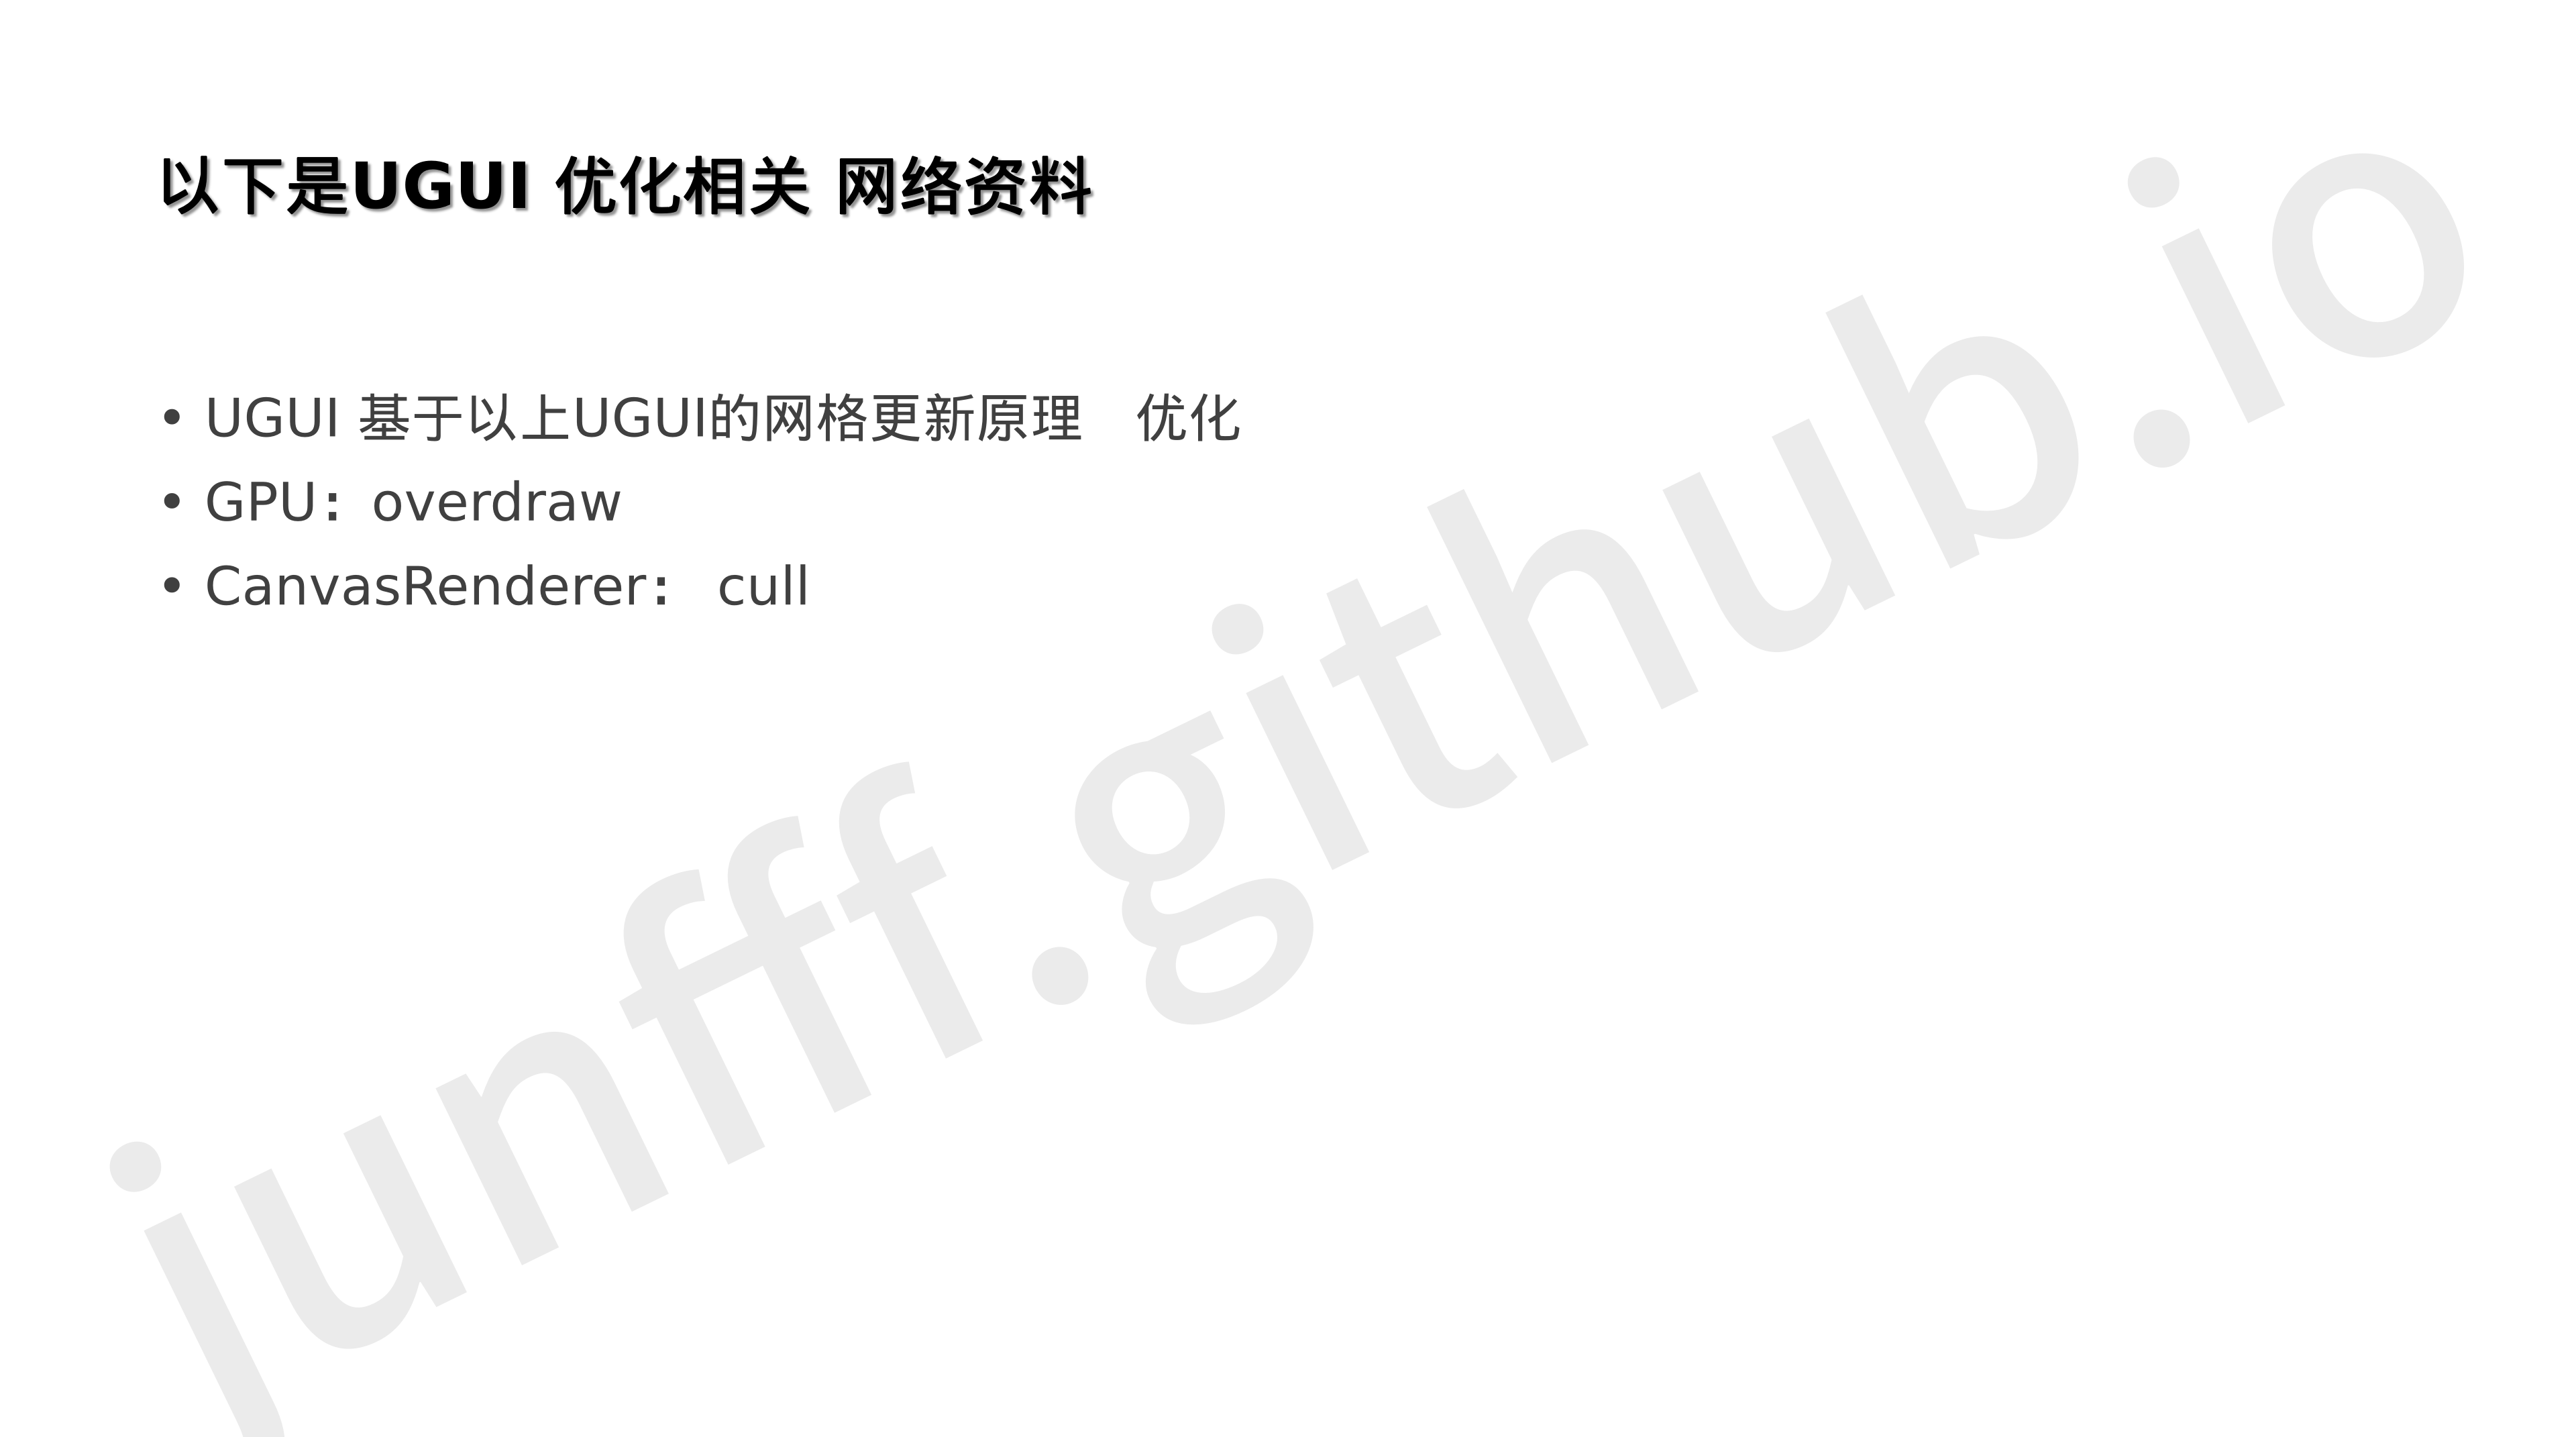 以下是UGUI 优化相关 网络资料
• UGUI 基于以上UGUI的网格更新原理　优化
• GPU：overdraw
• CanvasRenderer： cull
junfff.github.io